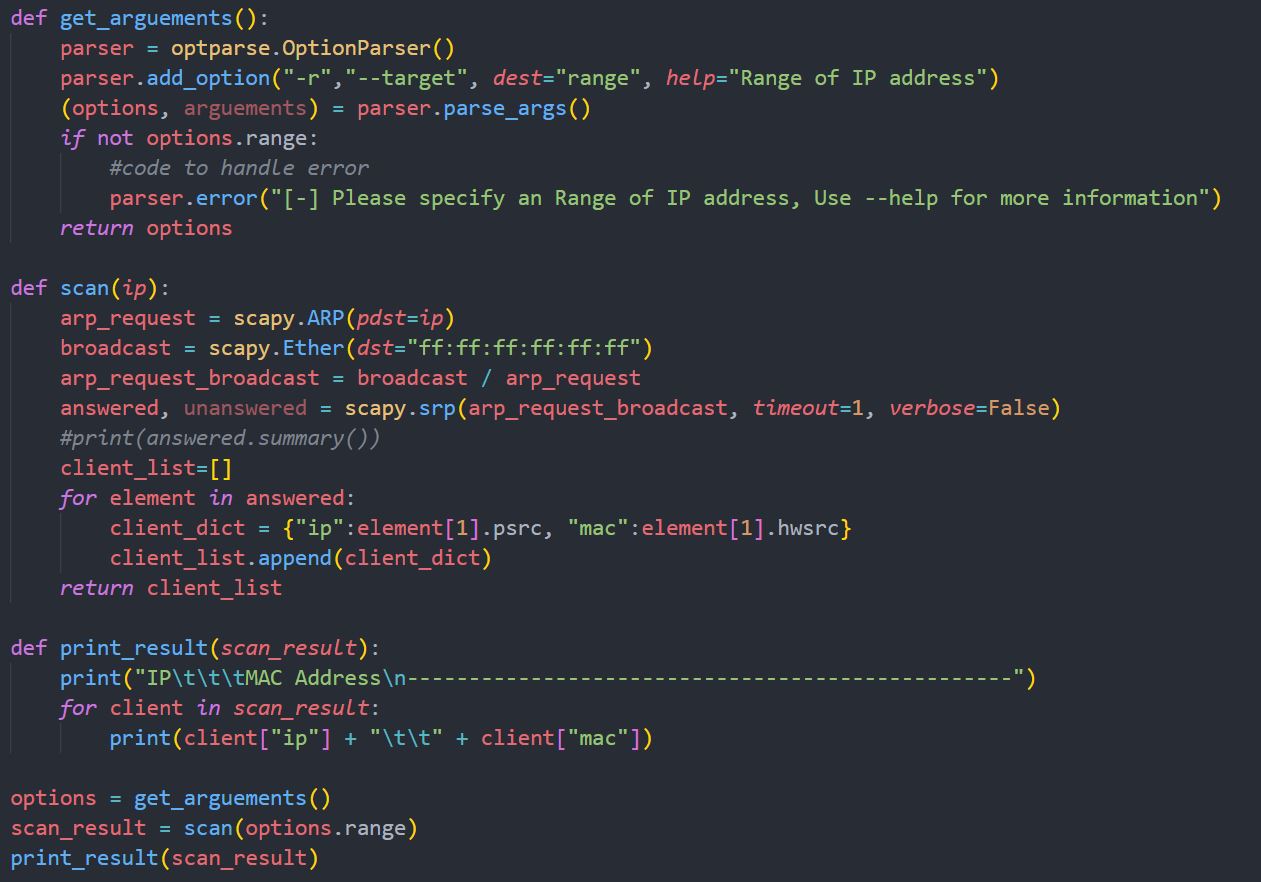 def get_arguements():
    parser = optparse.OptionParser()
    parser.add_option("-r","--target", dest="range", help="Range of IP address")
    (options, arguements) = parser.parse_args()
    if not options.range:
        #code to handle error
        parser.error("[-] Please specify an Range of IP address, Use --help for more information")
    return options

def scan(ip):
    arp_request = scapy.ARP(pdst=ip)
    broadcast = scapy.Ether(dst="ff:ff:ff:ff:ff:ff")
    arp_request_broadcast = broadcast / arp_request
    answered, unanswered = scapy.srp(arp_request_broadcast, timeout=1, verbose=False)
    #print(answered.summary())
    client_list=[]
    for element in answered:
        client_dict = {"ip":element[1].psrc, "mac":element[1].hwsrc}
        client_list.append(client_dict)
    return client_list

def print_result(scan_result):
    print("IP\t\t\tMAC Address\n-------------------------------------------------")
    for client in scan_result:
        print(client["ip"] + "\t\t" + client["mac"])

options = get_arguements()
scan_result = scan(options.range)
print_result(scan_result)